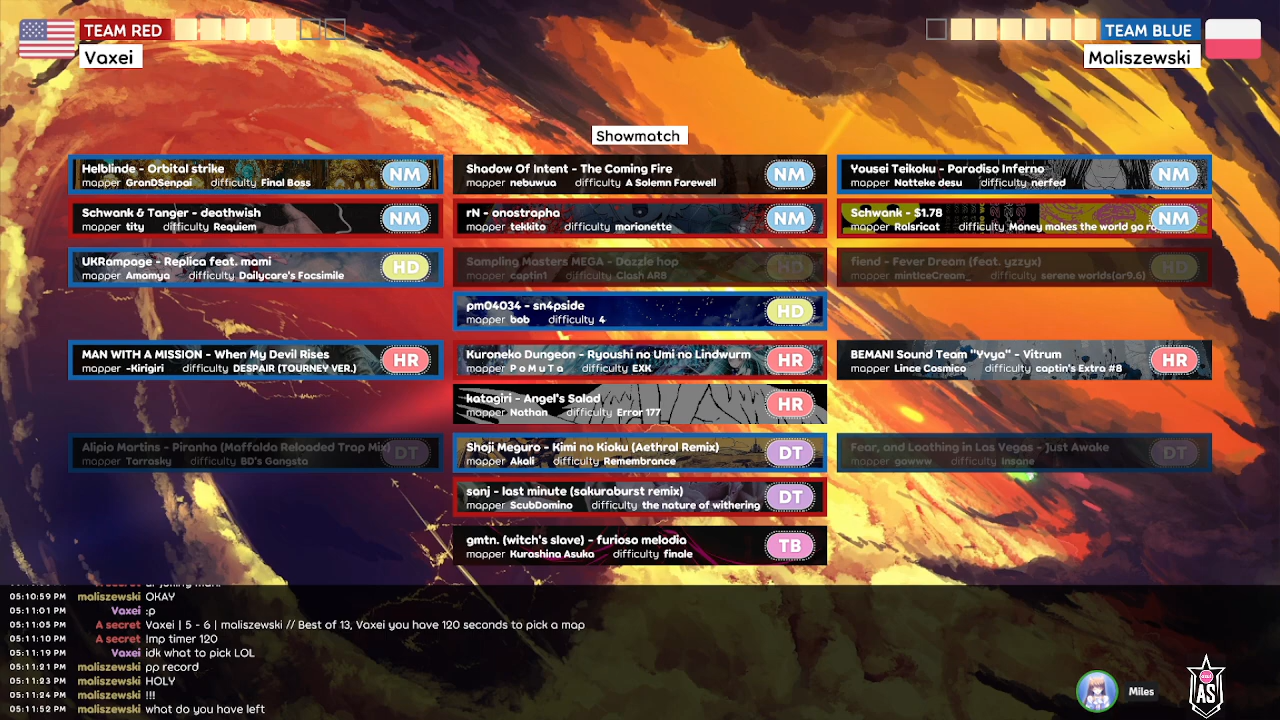 TEAM RED
TEAM BLUE
Vaxei
Maliszewski
Showmatch
Helblinde - Orbital strike
mapper GranDSenpai difficulty Final Boss
NM
Shadow Of Intent - The Coming Fire
mapper nebuwua difficulty A Solemn Farewell
NM
Yousei Teikoku - Paradiso Inferno
mapper Natteke desu difficulty nerfed
NM
Schwank & Tanger - deathwish
mapper tity difficulty Requiem
NM
rN - onostrapha
mapper tekkito difficulty marionette
NM
Schwank - $1.78
mapper Ralsricat difficulty Money makes the world go ro
NM
UKRampage - Replica feat. mami
mapper Amamya difficulty Dailycare's Facsimile
HD
Sampling Masters MEGA - Dazzle hop
mapper captin1 difficulty Clash AR8
HD
fiend - Fever Dream (feat. yzzyx)
mapper mintIceCream_ difficulty serene worlds(ar9.6)
HD
pm04034 - sn4pside
mapper bob difficulty 4
HD
MAN WITH A MISSION - When My Devil Rises
mapper -Kirigiri difficulty DESPAIR (TOURNEY VER.)
HR
Kuroneko Dungeon - Ryoushi no Umi no Lindwurm
mapper P o M u T a difficulty EXK
HR
BEMANI Sound Team "Yvya" - Vitrum
mapper Lince Cosmico difficulty captin's Extra #8
HR
katagiri - Angel's Salad
mapper Nathan difficulty Error 177
HR
Alipio Martins - Piranha (Maffalda Reloaded Trap Mix)
mapper Tarrasky difficulty BD's Gangsta
DT
Shoji Meguro - Kimi no Kioku (Aethral Remix)
mapper Akali difficulty Remembrance
DT
Fear, and Loathing in Las Vegas - Just Awake
mapper gowww difficulty Insane
DT
sanj - last minute (sakuraburst remix)
mapper ScubDomino difficulty the nature of withering
DT
gmtn. (witch's slave) - furioso melodia
mapper Kurashina Asuka difficulty finale
TB
05:10:59 PM maliszewski OKAY
05:11:01 PM Vaxei :p
05:11:05 PM A secret Vaxei | 5 - 6 | maliszewski // Best of 13, Vaxei you have 120 seconds to pick a map
05:11:10 PM A secret !mp timer 120
05:11:19 PM Vaxei idk what to pick LOL
05:11:21 PM maliszewski pp record
05:11:23 PM maliszewski HOLY
05:11:24 PM maliszewski !!!
05:11:52 PM maliszewski what do you have left
Miles
AS